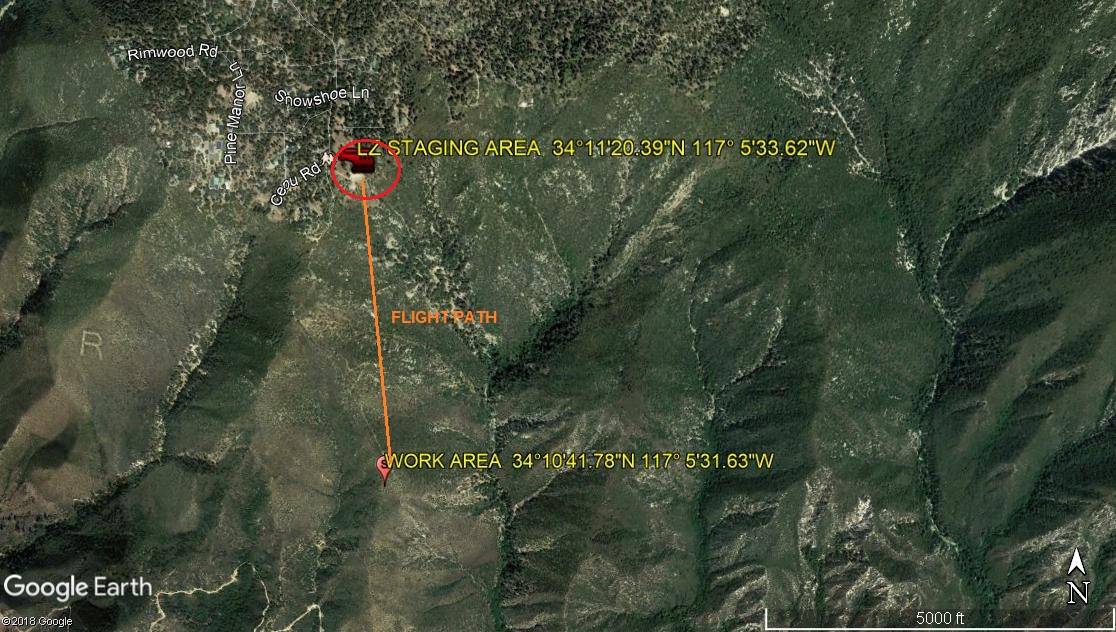 Rimwood Rd
Pine Manor Ln
Snowshoe Ln
LZ STAGING AREA 34°11'20.39"N 117° 5'33.62"W
Cedu Rd
FLIGHT PATH
R
WORK AREA 34°10'41.78"N 117° 5'31.63"W
Google Earth
©2018 Google
N
5000 ft